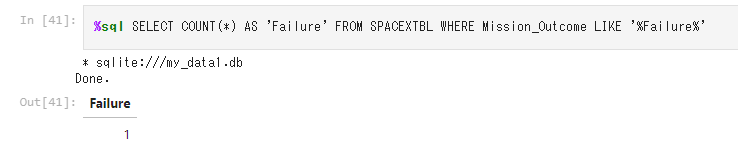 In [41]: %sql SELECT COUNT(*) AS 'Failure' FROM SPACEXTBL WHERE Mission_Outcome LIKE '%Failure%'
* sqlite:///my_data1.db
Done.
Out[41]: Failure
1